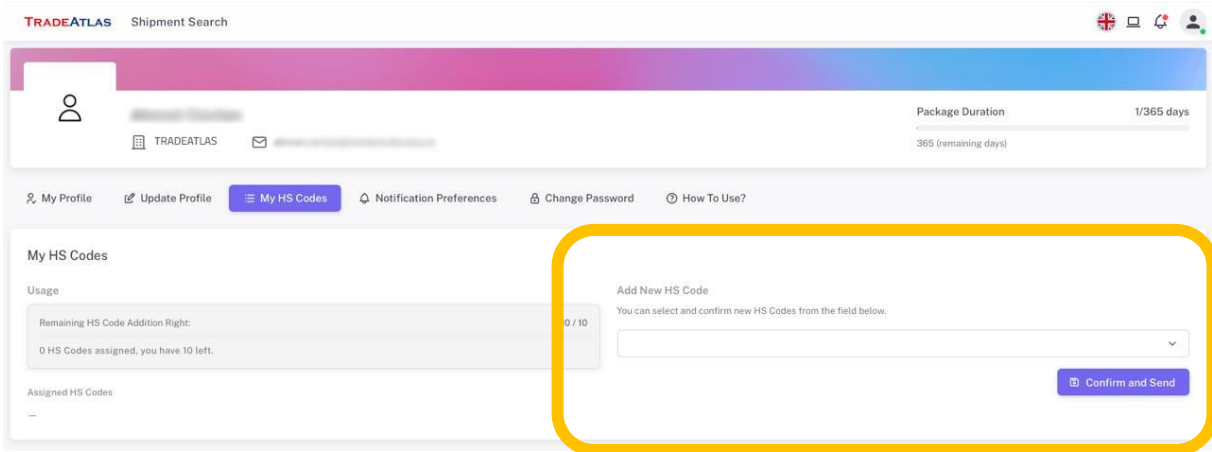 TRADEATLAS Shipment Search
Package Duration 1/365 days
TRADEATLAS
365 (remaining days)
My Profile Update Profile My HS Codes Notification Preferences Change Password How To Use?
My HS Codes
Usage
Remaining HS Code Addition Right: 0 / 10
0 HS Codes assigned, you have 10 left.
Assigned HS Codes
—
Add New HS Code
You can select and confirm new HS Codes from the field below.
Confirm and Send